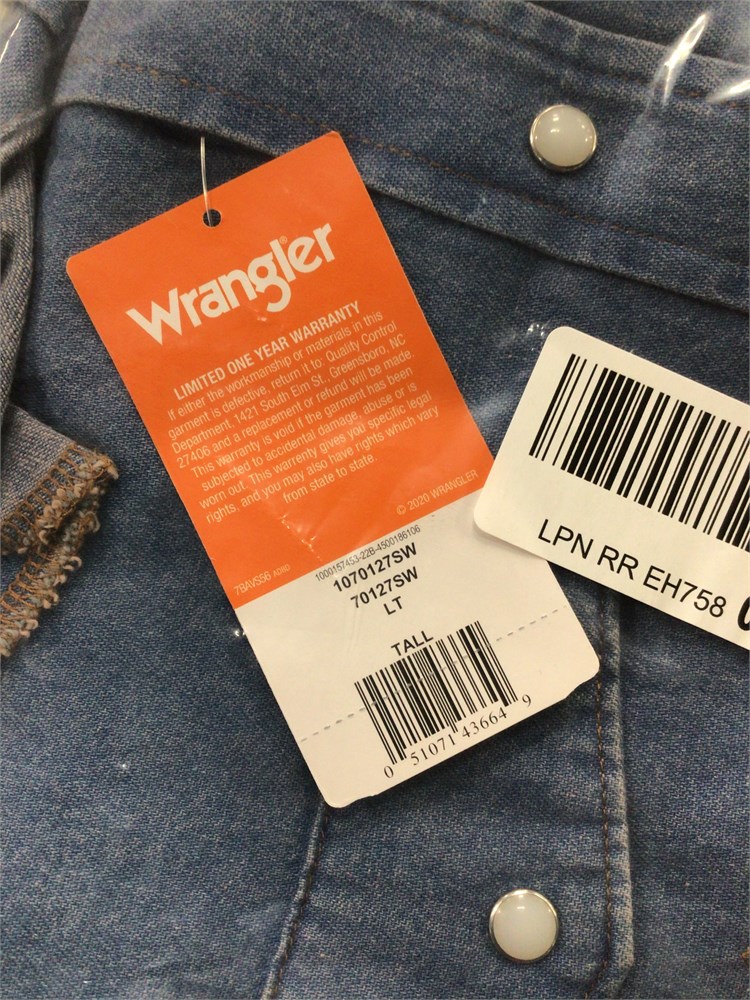 Wrangler®
LIMITED ONE YEAR WARRANTY
If either the workmanship or materials in this
garment is defective, return it to Quality Control
Department, 1421 South Elm St. Greensboro, NC
27406 and a replacement or refund will be made.
This warranty is void if the garment has been
subjected to accidental damage, abuse or is
worn out. This warranty gives you specific legal
rights, and you may also have rights which vary
from state to state.
© 2020 WRANGLER
7BAVS56
1000157453-22B-4500186106
1070127SW
70127SW
LT
TALL
0 51071 43664 9
LPN RR EH758